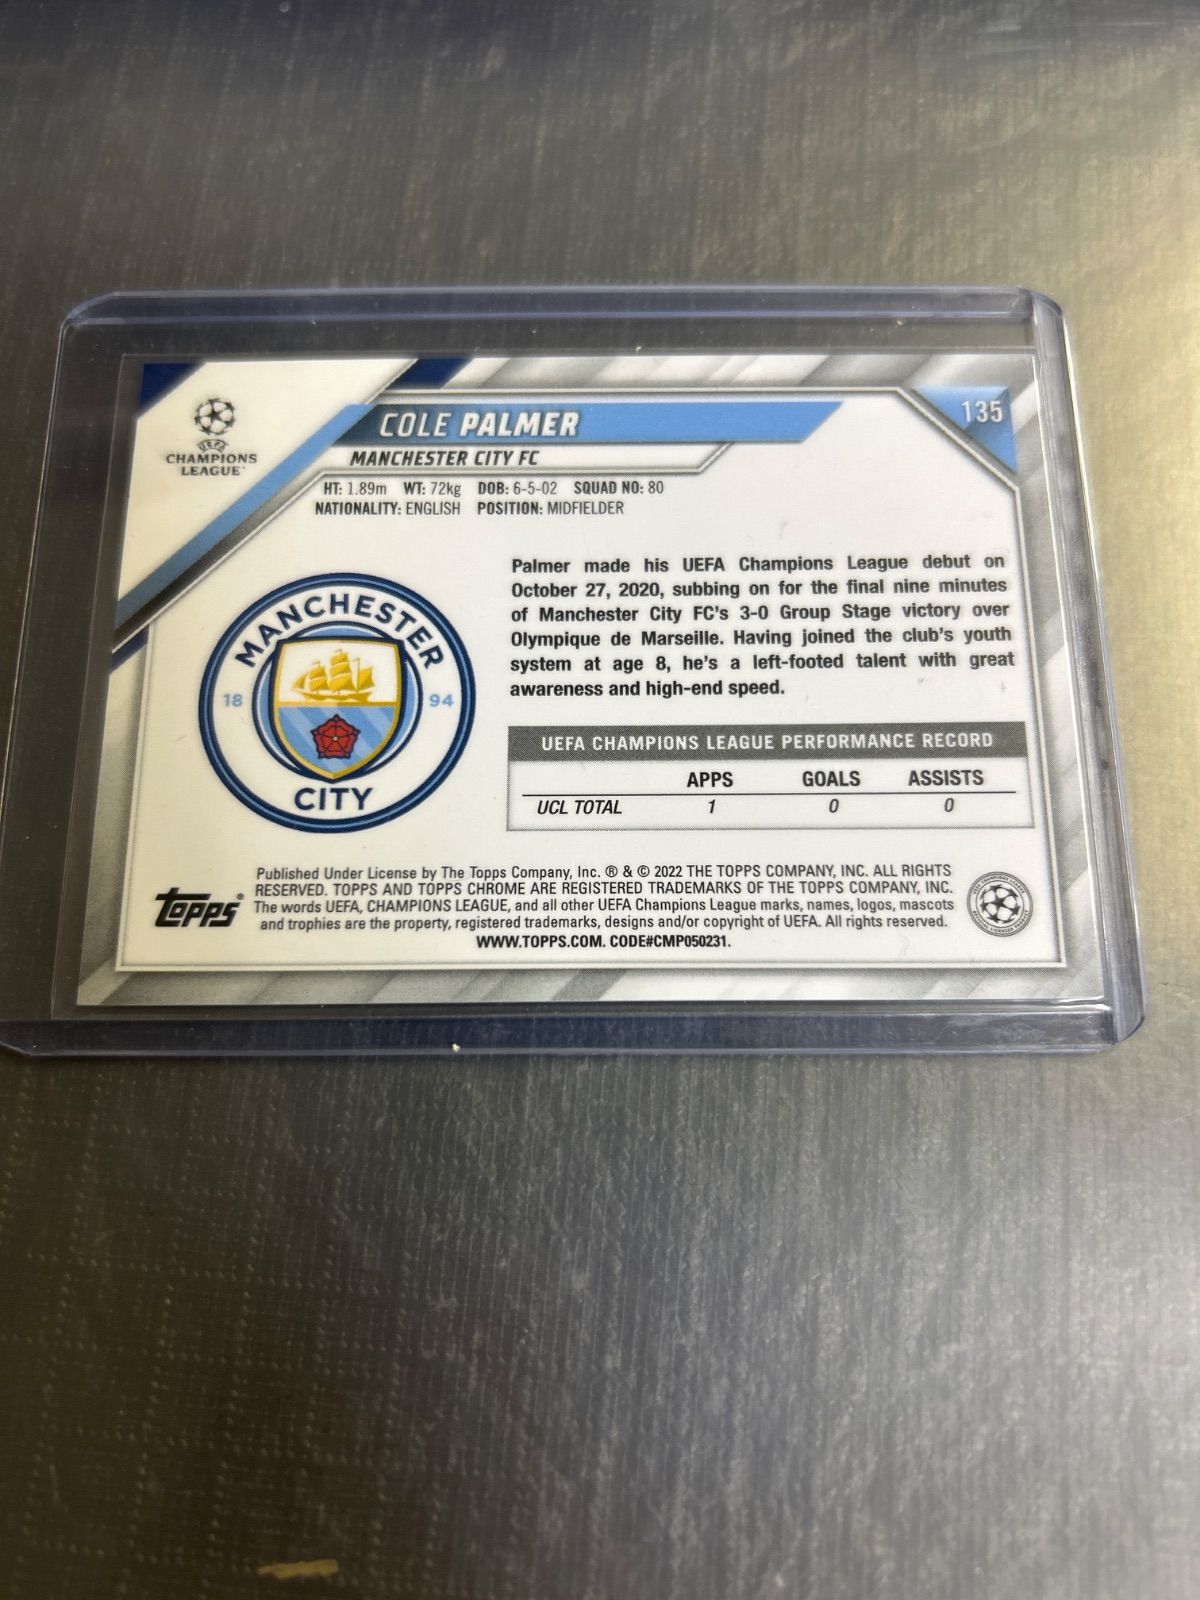 UEFA
CHAMPIONS
LEAGUE
COLE PALMER
135
MANCHESTER CITY FC
HT: 1.89m WT: 72kg DOB: 6-5-02 SQUAD NO: 80
NATIONALITY: ENGLISH POSITION: MIDFIELDER
Palmer made his UEFA Champions League debut on
October 27, 2020, subbing on for the final nine minutes
of Manchester City FC's 3-0 Group Stage victory over
Olympique de Marseille. Having joined the club's youth
system at age 8, he's a left-footed talent with great
awareness and high-end speed.
MANCHESTER
18 94
CITY
UEFA CHAMPIONS LEAGUE PERFORMANCE RECORD
APPS GOALS ASSISTS
UCL TOTAL 1 0 0
Topps®
Published Under License by The Topps Company, Inc. ® & © 2022 THE TOPPS COMPANY, INC. ALL RIGHTS
RESERVED. TOPPS AND TOPPS CHROME ARE REGISTERED TRADEMARKS OF THE TOPPS COMPANY, INC.
The words UEFA, CHAMPIONS LEAGUE, and all other UEFA Champions League marks, names, logos, mascots
and trophies are the property, registered trademarks, designs and/or copyright of UEFA. All rights reserved.
WWW.TOPPS.COM. CODE#CMP050231.